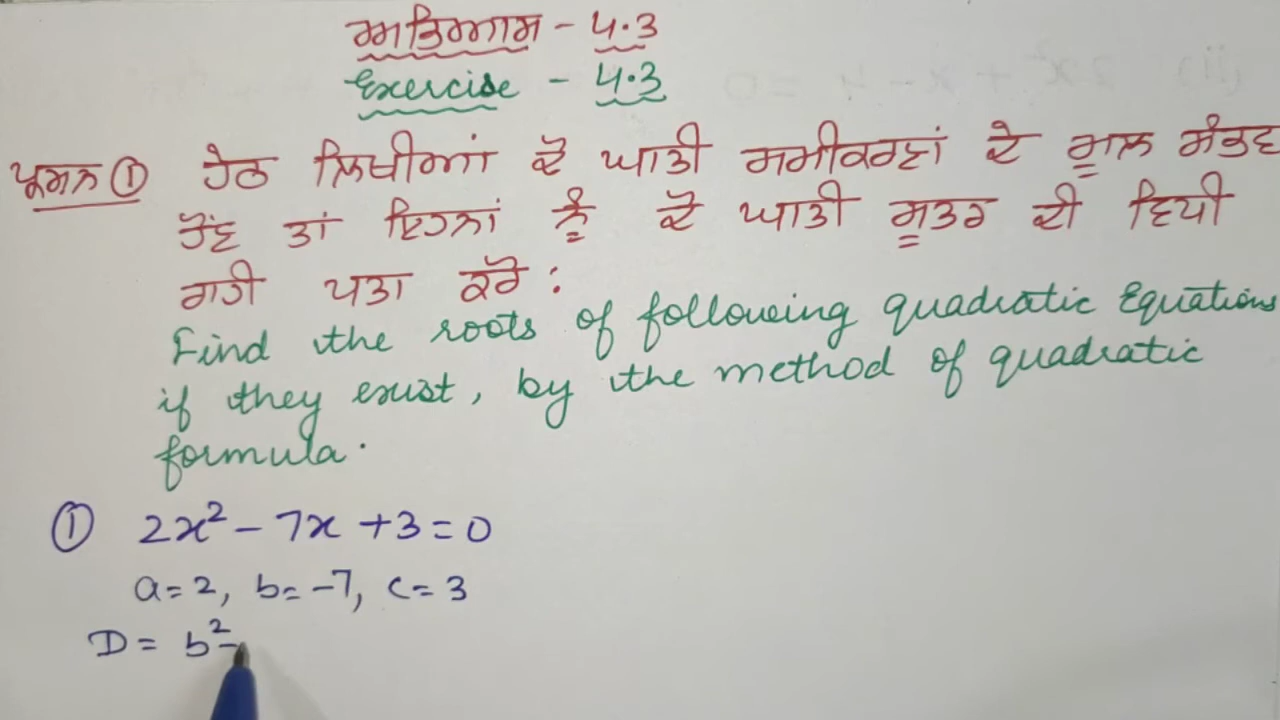 ਅਭਿਆਸ - 4.3
Exercise - 4.3
ਪ੍ਰਸ਼ਨ ① ਹੇਠ ਲਿਖੀਆਂ ਦੋ ਘਾਤੀ ਸਮੀਕਰਣਾਂ ਦੇ ਮੂਲ ਸੰਭਵ
ਹੋਣ ਤਾਂ ਇਹਨਾਂ ਨੂੰ ਦੋ ਘਾਤੀ ਸੂਤਰ ਦੀ ਵਿਧੀ
ਰਾਹੀ ਪਤਾ ਕਰੋ :
Find the roots of following quadratic Equations
if they exist, by the method of quadratic
formula.
① 2x² - 7x + 3 = 0
a = 2, b = -7, c = 3
D = b² -